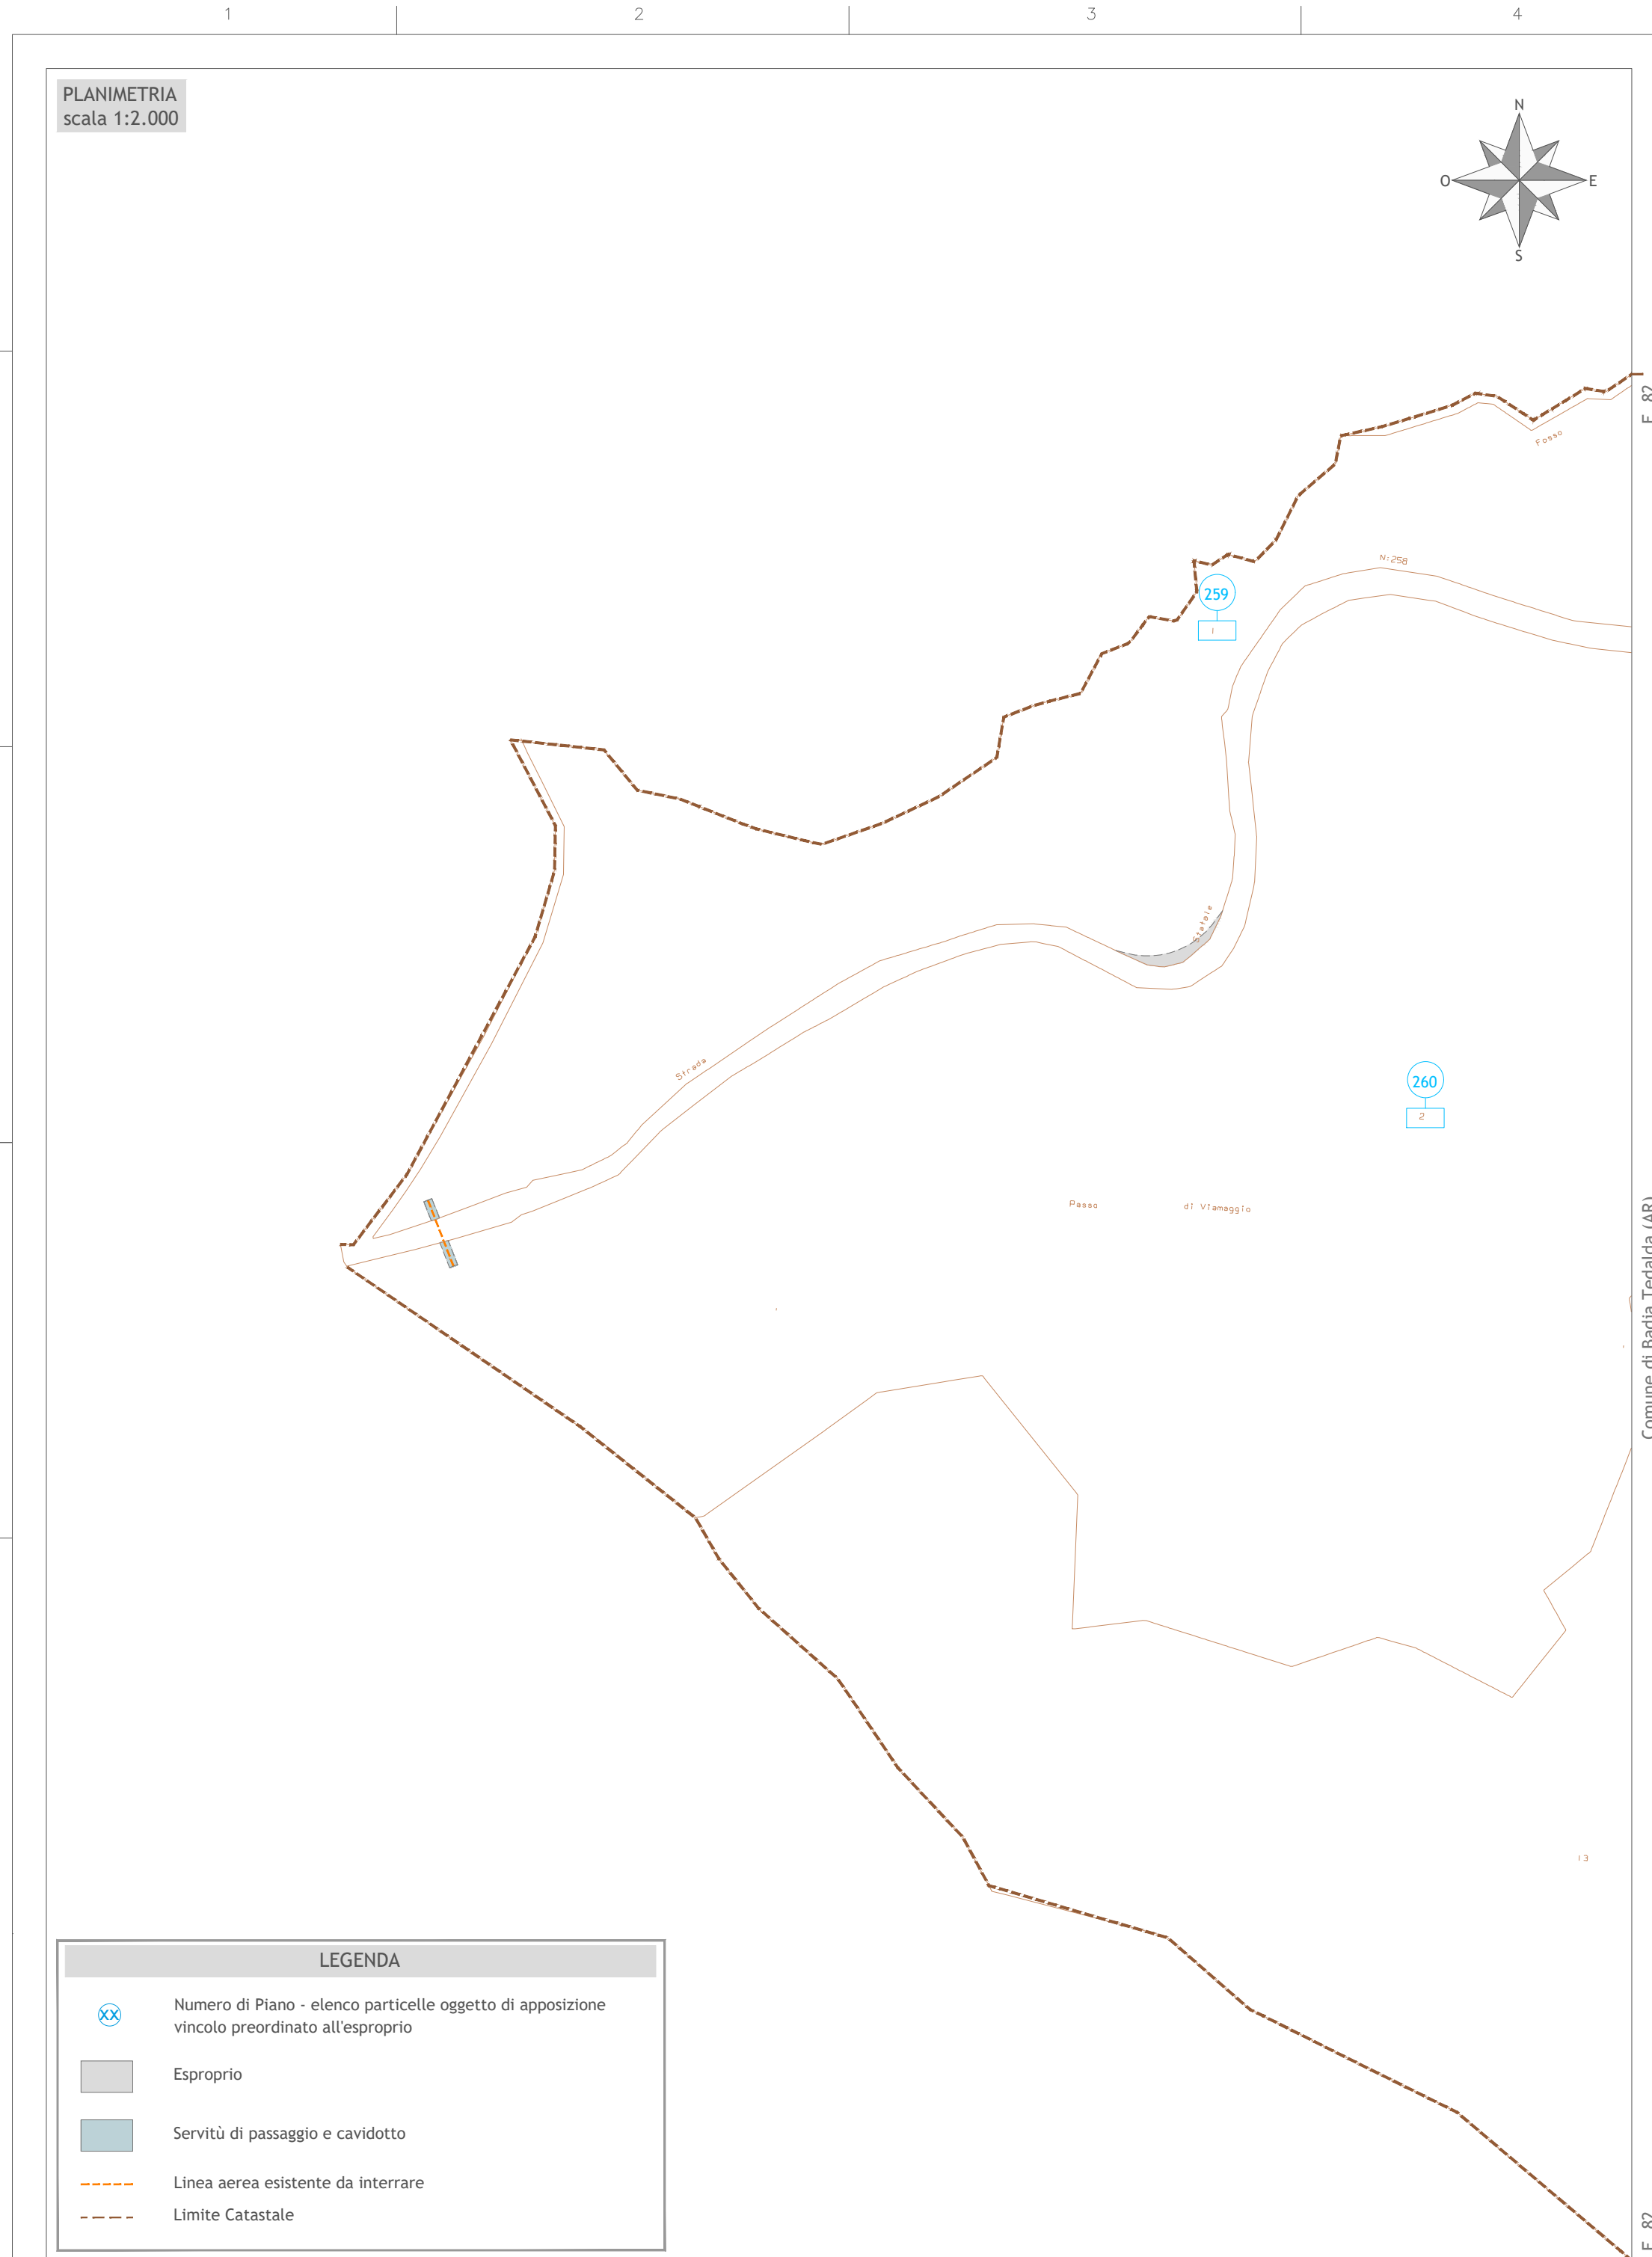 1
2
3
4
PLANIMETRIA
scala 1:2.000
N
O
E
S
F. 82
Fosso
N:258
259
1
Statale
Strada
260
2
Passo
di Viamaggio
Comune di Badia Tedalda (AR)
13
LEGENDA
XX
Numero di Piano - elenco particelle oggetto di apposizione
vincolo preordinato all'esproprio
Esproprio
Servitù di passaggio e cavidotto
Linea aerea esistente da interrare
Limite Catastale
F. 82